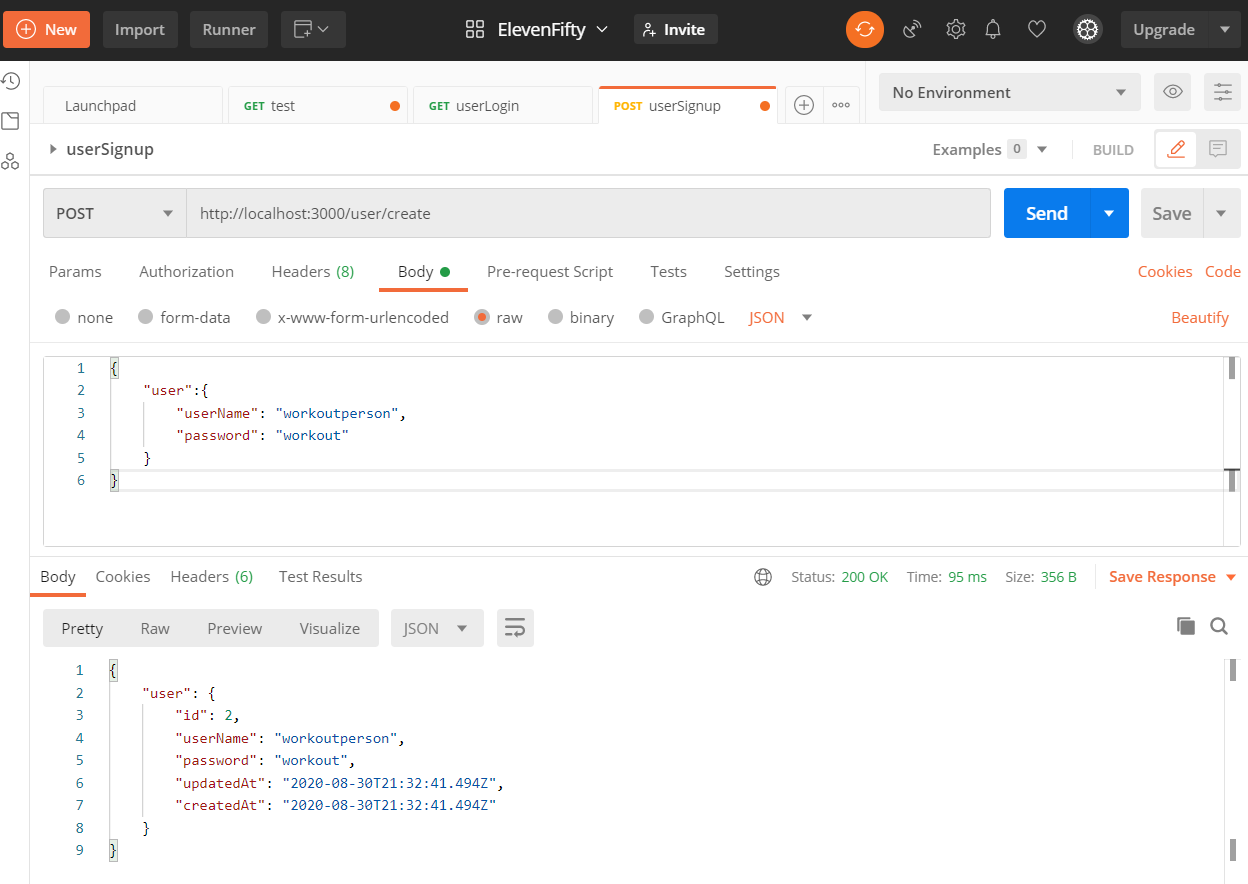 New Import Runner ElevenFifty Invite Upgrade
Launchpad GET test GET userLogin POST userSignup No Environment
userSignup Examples 0 BUILD
POST http://localhost:3000/user/create Send Save
Params Authorization Headers (8) Body Pre-request Script Tests Settings Cookies Code
none form-data x-www-form-urlencoded raw binary GraphQL JSON Beautify
1 {
2 "user":{
3 "userName": "workoutperson",
4 "password": "workout"
5 }
6 }
Body Cookies Headers (6) Test Results Status: 200 OK Time: 95 ms Size: 356 B Save Response
Pretty Raw Preview Visualize JSON
1 {
2 "user": {
3 "id": 2,
4 "userName": "workoutperson",
5 "password": "workout",
6 "updatedAt": "2020-08-30T21:32:41.494Z",
7 "createdAt": "2020-08-30T21:32:41.494Z"
8 }
9 }